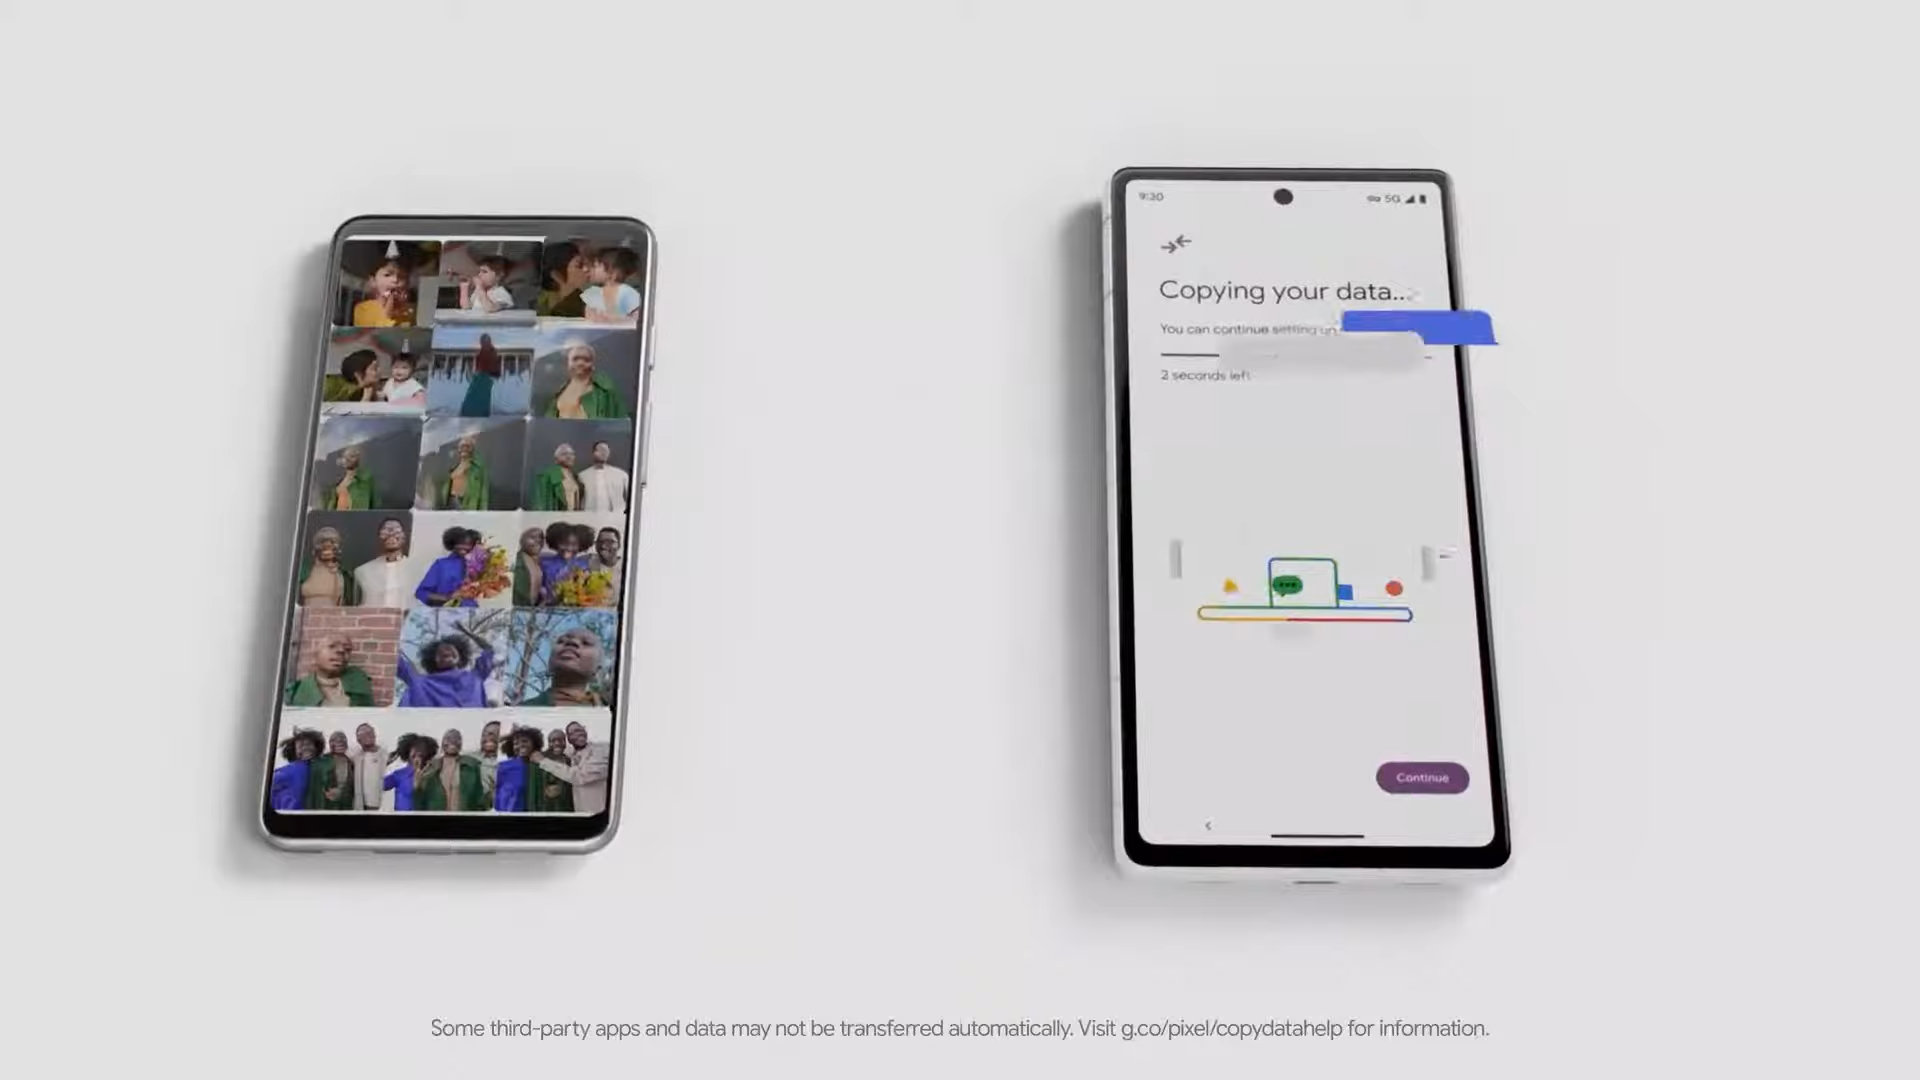 9:30
5G
Copying your data...
You can continue setting up
2 seconds left
Continue
Some third-party apps and data may not be transferred automatically. Visit g.co/pixel/copydatahelp for information.